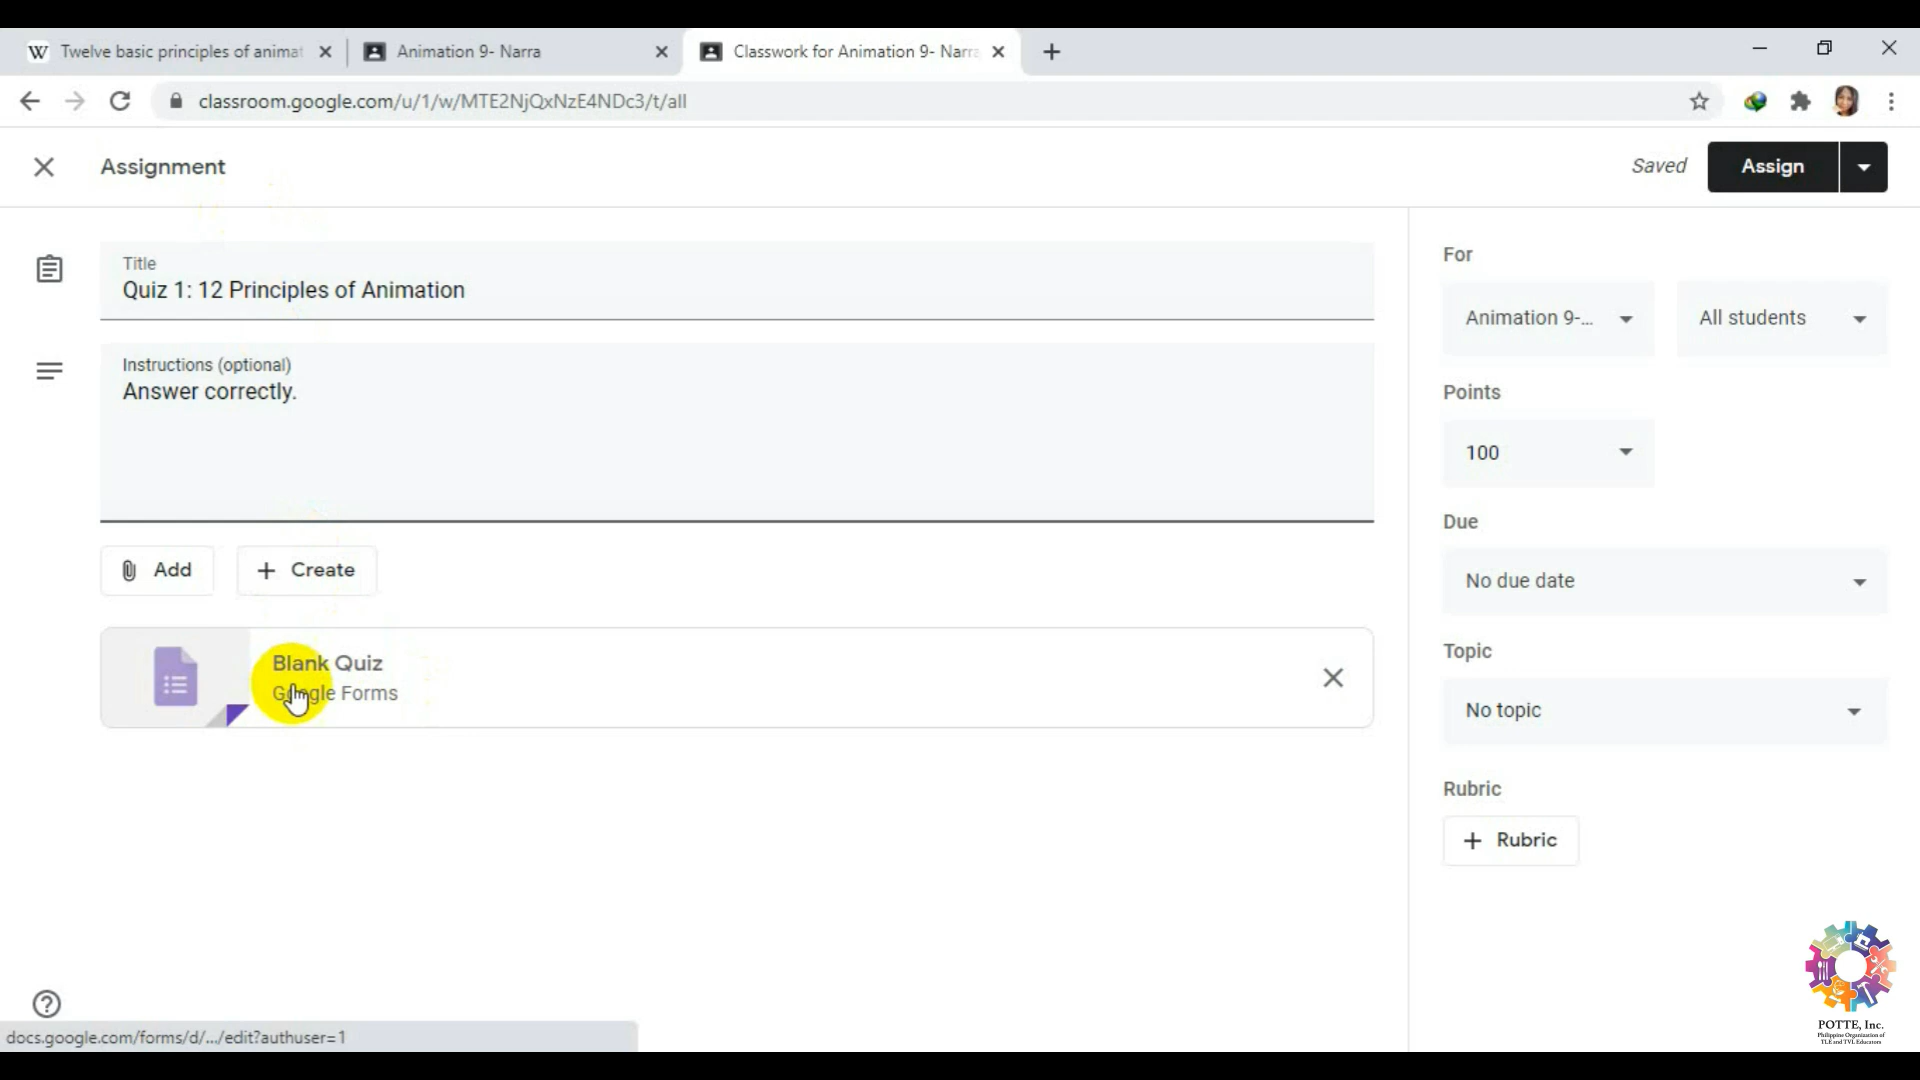 W Twelve basic principles of animat
Animation 9- Narra
Classwork for Animation 9- Narra
classroom.google.com/u/1/w/MTE2NjQxNzE4NDc3/t/all
Assignment
Saved
Assign
Title
Quiz 1: 12 Principles of Animation
Instructions (optional)
Answer correctly.
Add
Create
Blank Quiz
Google Forms
For
Animation 9-...
All students
Points
100
Due
No due date
Topic
No topic
Rubric
Rubric
docs.google.com/forms/d/.../edit?authuser=1
POTTE, Inc.
Philippine Organization of
TLE and TVL Educators